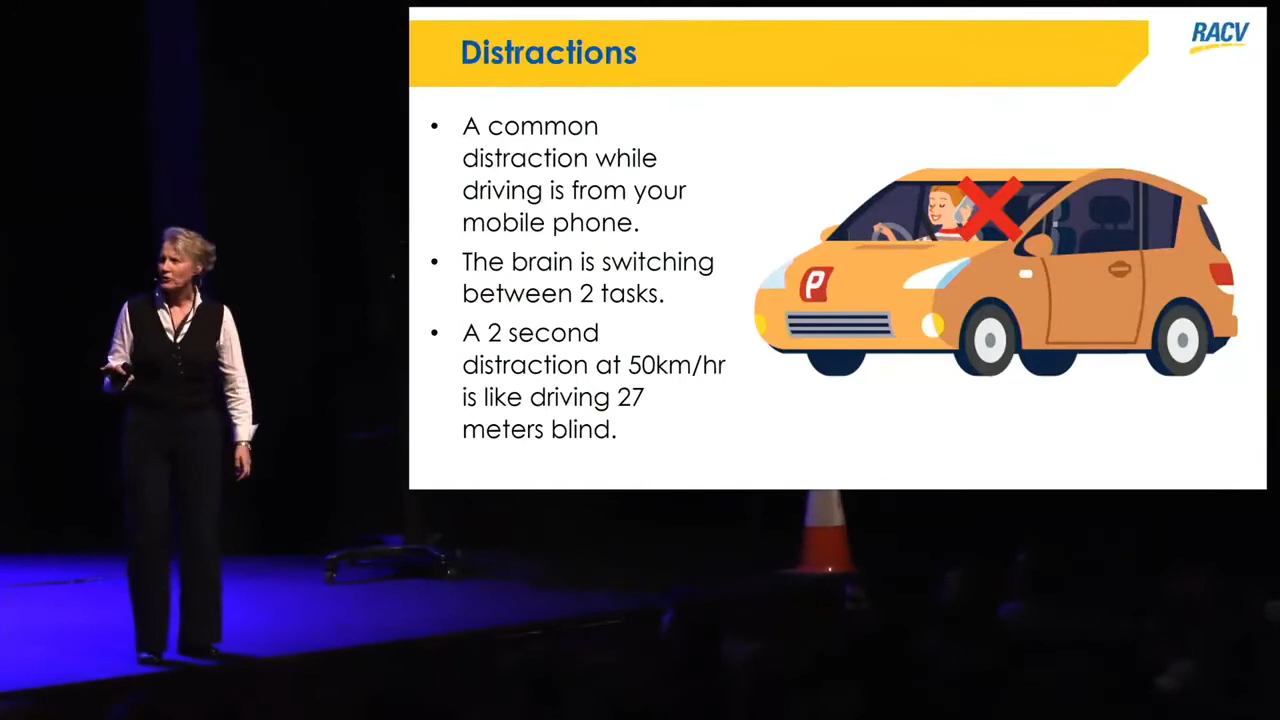 Distractions
RACV
• A common
distraction while
driving is from your
mobile phone.
• The brain is switching
between 2 tasks.
• A 2 second
distraction at 50km/hr
is like driving 27
meters blind.
P